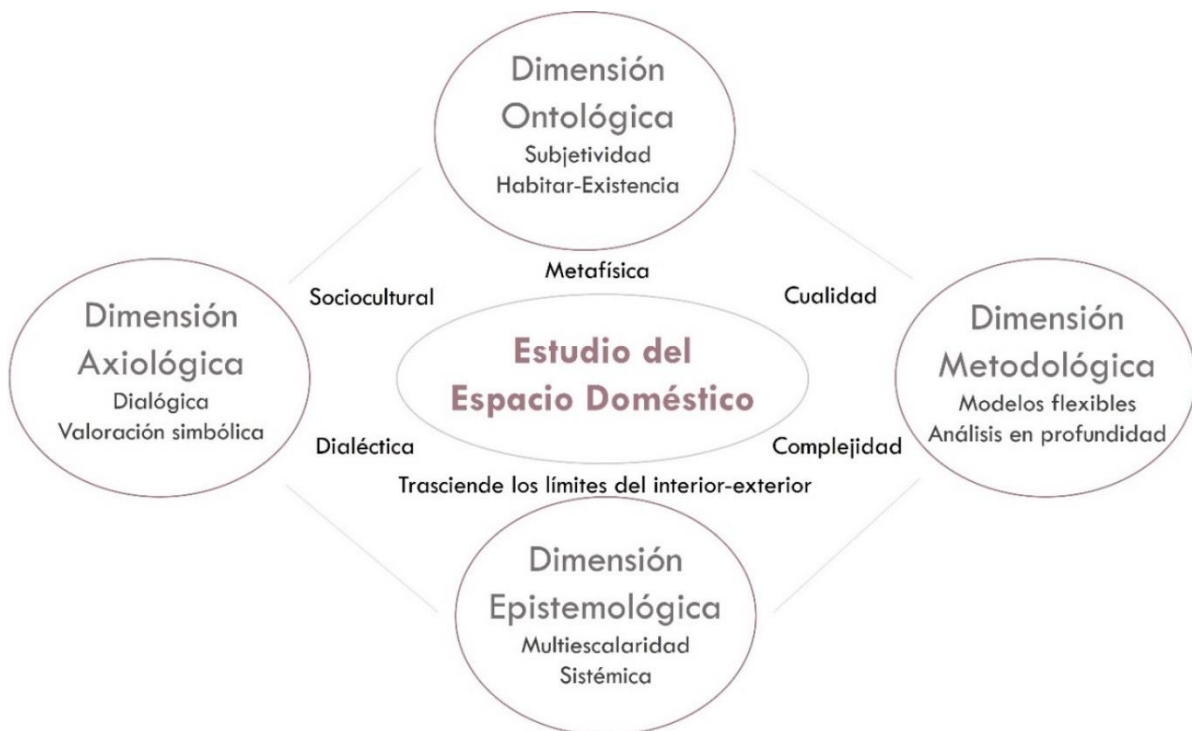 Dimensión
Ontológica
Subjetividad
Habitar-Existencia
Metafísica
Sociocultural
Cualidad
Dimensión
Axiológica
Dialógica
Valoración simbólica
Estudio del
Espacio Doméstico
Dimensión
Metodológica
Modelos flexibles
Análisis en profundidad
Dialéctica
Complejidad
Trasciende los límites del interior-exterior
Dimensión
Epistemológica
Multiescalaridad
Sistémica